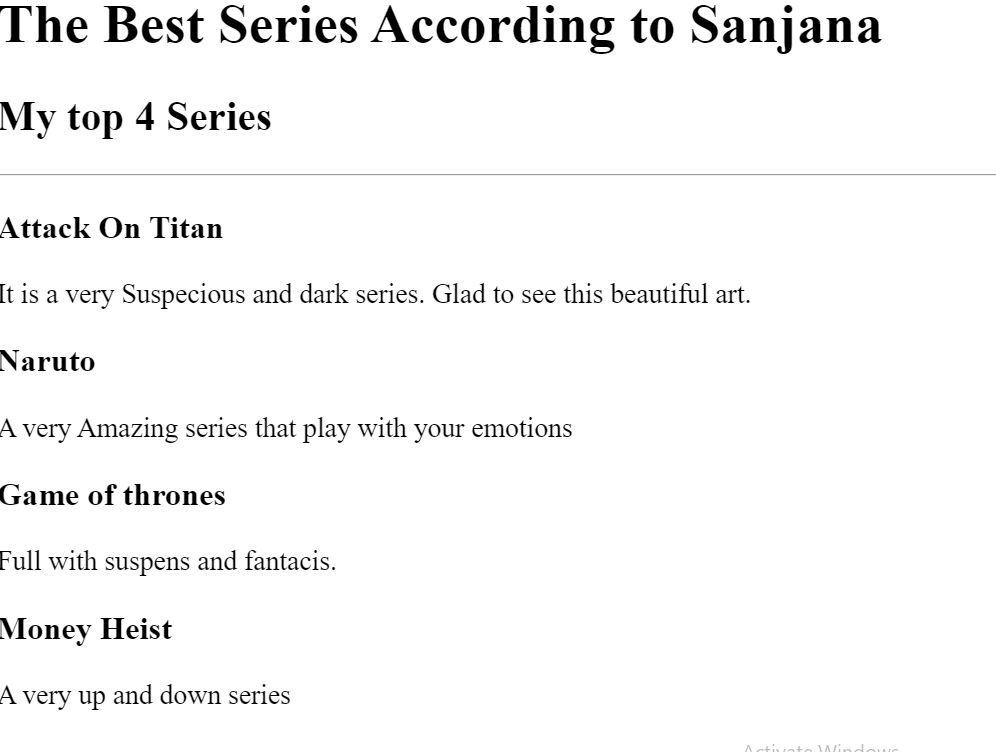 The Best Series According to Sanjana
My top 4 Series
Attack On Titan
It is a very Suspecious and dark series. Glad to see this beautiful art.
Naruto
A very Amazing series that play with your emotions
Game of thrones
Full with suspens and fantacis.
Money Heist
A very up and down series
Activate Windows